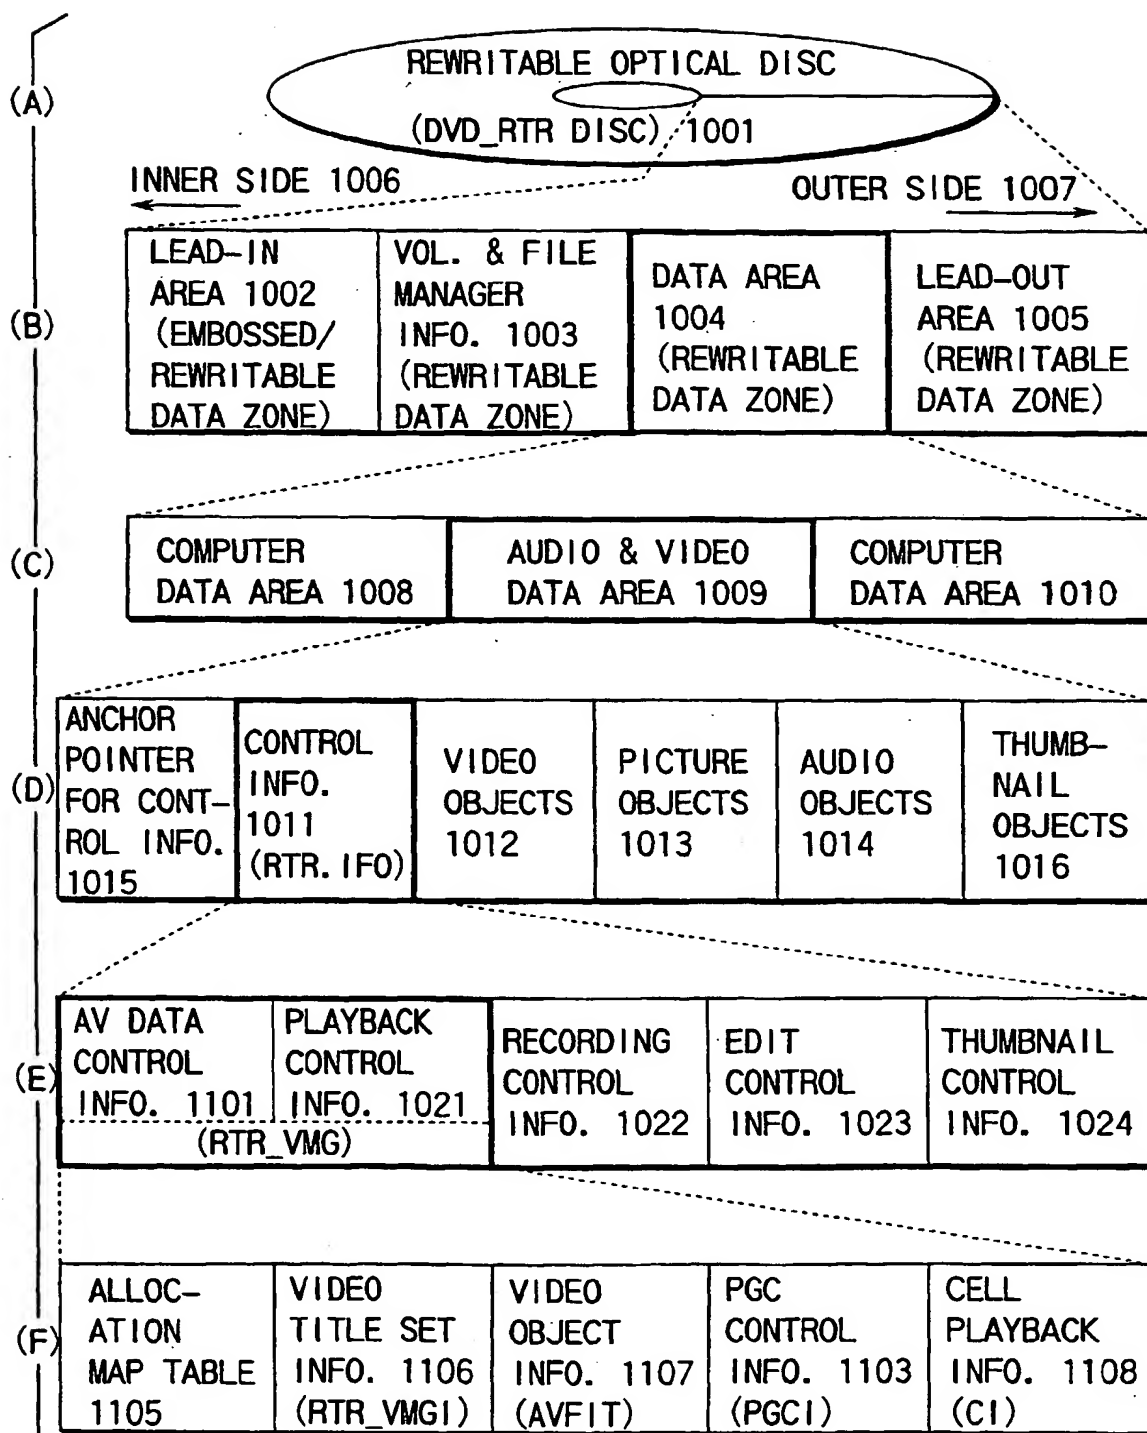 (A)
REWRITABLE OPTICAL DISC
(DVD_RTR DISC) 1001
INNER SIDE 1006
OUTER SIDE 1007
(B)
LEAD-IN
AREA 1002
(EMBOSSED/
REWRITABLE
DATA ZONE)
VOL. & FILE
MANAGER
INFO. 1003
(REWRITABLE
DATA ZONE)
DATA AREA
1004
(REWRITABLE
DATA ZONE)
LEAD-OUT
AREA 1005
(REWRITABLE
DATA ZONE)
(C)
COMPUTER
DATA AREA 1008
AUDIO & VIDEO
DATA AREA 1009
COMPUTER
DATA AREA 1010
(D)
ANCHOR
POINTER
FOR CONT-
ROL INFO.
1015
CONTROL
INFO.
1011
(RTR.IFO)
VIDEO
OBJECTS
1012
PICTURE
OBJECTS
1013
AUDIO
OBJECTS
1014
THUMB-
NAIL
OBJECTS
1016
(E)
AV DATA
CONTROL
INFO. 1101
PLAYBACK
CONTROL
INFO. 1021
(RTR_VMG)
RECORDING
CONTROL
INFO. 1022
EDIT
CONTROL
INFO. 1023
THUMBNAIL
CONTROL
INFO. 1024
(F)
ALLOC-
ATION
MAP TABLE
1105
VIDEO
TITLE SET
INFO. 1106
(RTR_VMGI)
VIDEO
OBJECT
INFO. 1107
(AVFIT)
PGC
CONTROL
INFO. 1103
(PGCI)
CELL
PLAYBACK
INFO. 1108
(CI)